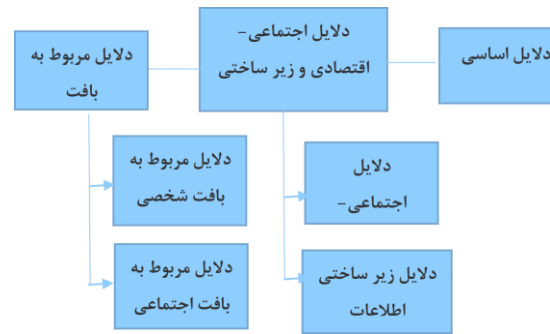 دلایل اساسی
دلایل اجتماعی-
اقتصادی و زیر ساختی
دلایل مربوط به
بافت
دلایل
اجتماعی-
دلایل زیر ساختی
اطلاعات
دلایل مربوط به
بافت شخصی
دلایل مربوط به
بافت اجتماعی